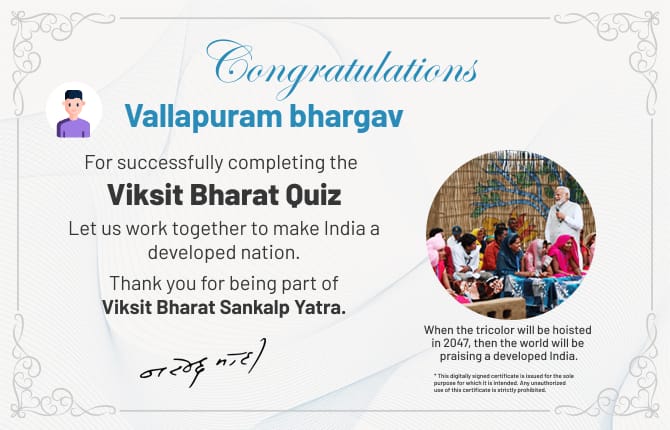 Congratulations
Vallapuram bhargav
For successfully completing the
Viksit Bharat Quiz
Let us work together to make India a
developed nation.
Thank you for being part of
Viksit Bharat Sankalp Yatra.
नरेन्द्र मोदी
When the tricolor will be hoisted
in 2047, then the world will be
praising a developed India.
* This digitally signed certificate is issued for the sole
purpose for which it is intended. Any unauthorized
use of this certificate is strictly prohibited.